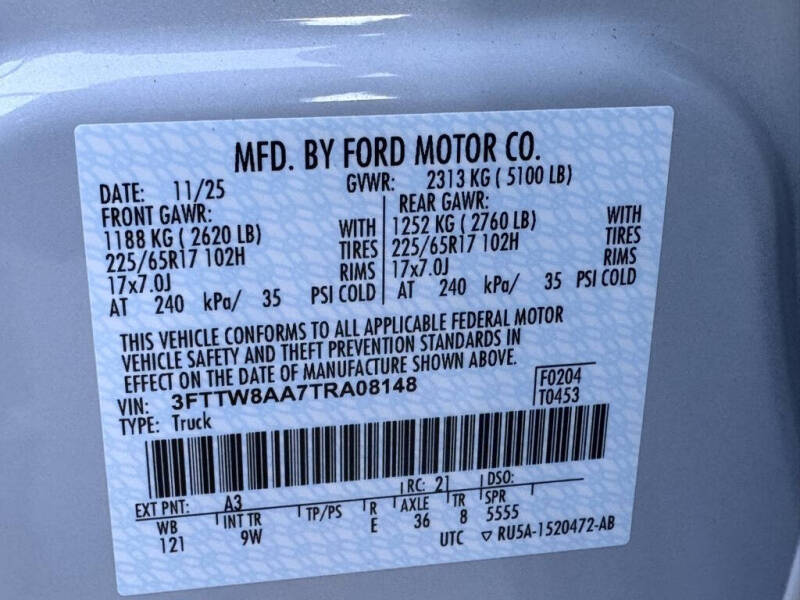 MFD. BY FORD MOTOR CO.
DATE: 11/25 GVWR: 2313 KG ( 5100 LB)
FRONT GAWR: REAR GAWR:
1188 KG ( 2620 LB) WITH 1252 KG ( 2760 LB) WITH
225/65R17 102H TIRES 225/65R17 102H TIRES
17x7.0J RIMS 17x7.0J RIMS
AT 240 kPa/ 35 PSI COLD AT 240 kPa/ 35 PSI COLD
THIS VEHICLE CONFORMS TO ALL APPLICABLE FEDERAL MOTOR
VEHICLE SAFETY AND THEFT PREVENTION STANDARDS IN
EFFECT ON THE DATE OF MANUFACTURE SHOWN ABOVE.
VIN: 3FTTW8AA7TRA08148 F0204
TYPE: Truck T0453
EXT PNT: A3 RC: 21 DSO:
WB INT TR TP/PS R AXLE TR SPR
121 9W E 36 8 5555
UTC ▽ RU5A-1520472-AB